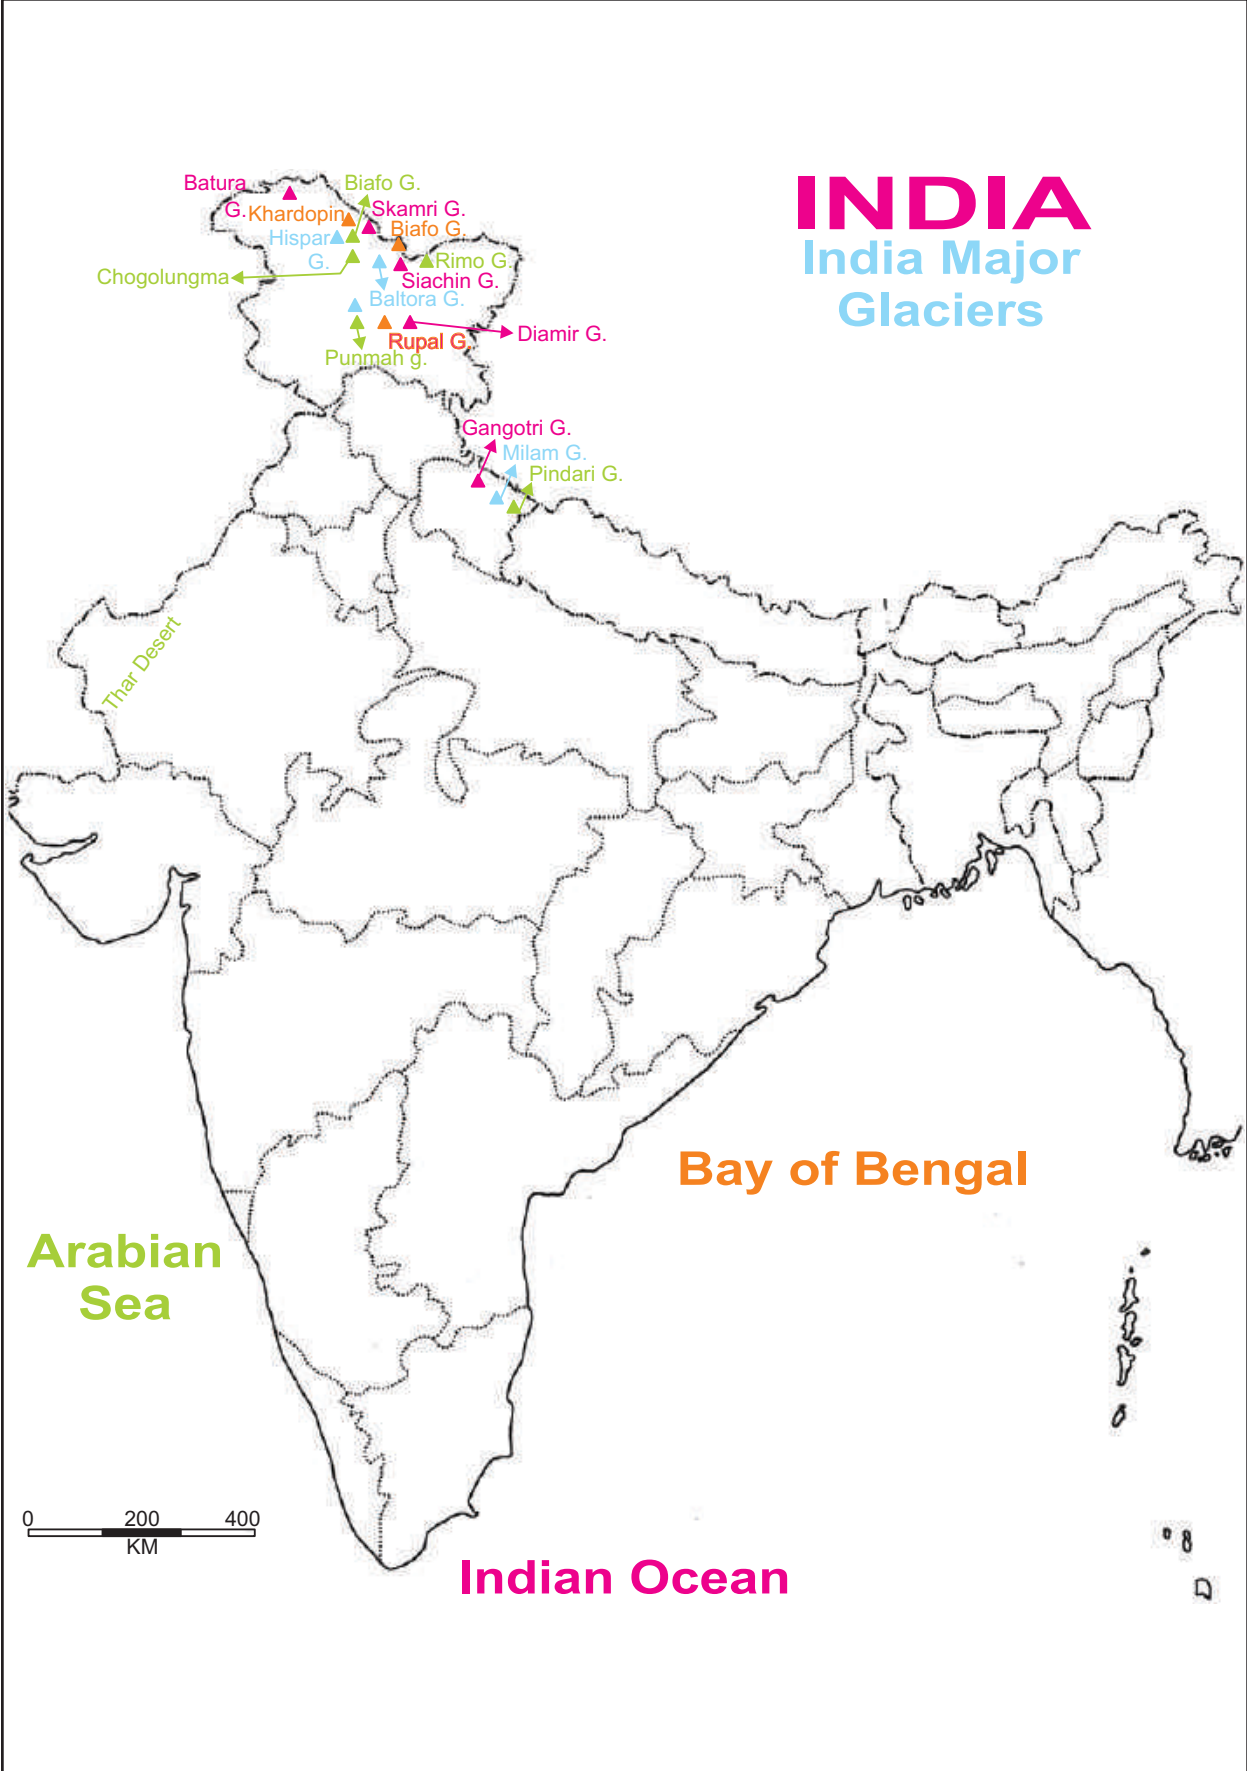 INDIA
India Major
Glaciers
Batura
G.
Biafo G.
Khardopin
Skamri G.
Hispar
G.
Biafo G.
Rimo G.
Chogolungma
Siachin G.
Baltora G.
Diamir G.
Rupal G.
Punmah g.
Gangotri G.
Milam G.
Pindari G.
Thar Desert
Bay of Bengal
Arabian
Sea
0 200 400
KM
Indian Ocean